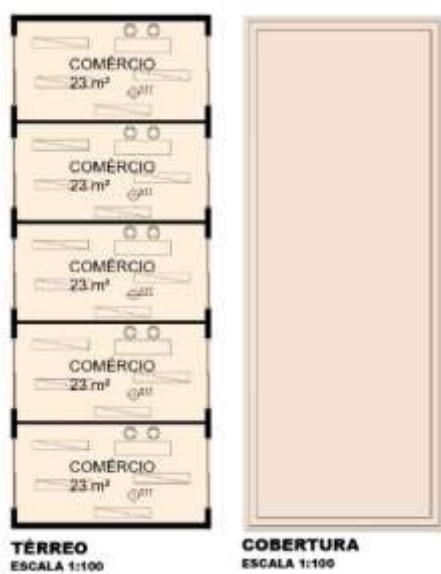 COMÉRCIO
23 m²
COMÉRCIO
23 m²
COMÉRCIO
23 m²
COMÉRCIO
23 m²
COMÉRCIO
23 m²
TÉRREO
ESCALA 1:100
COBERTURA
ESCALA 1:100